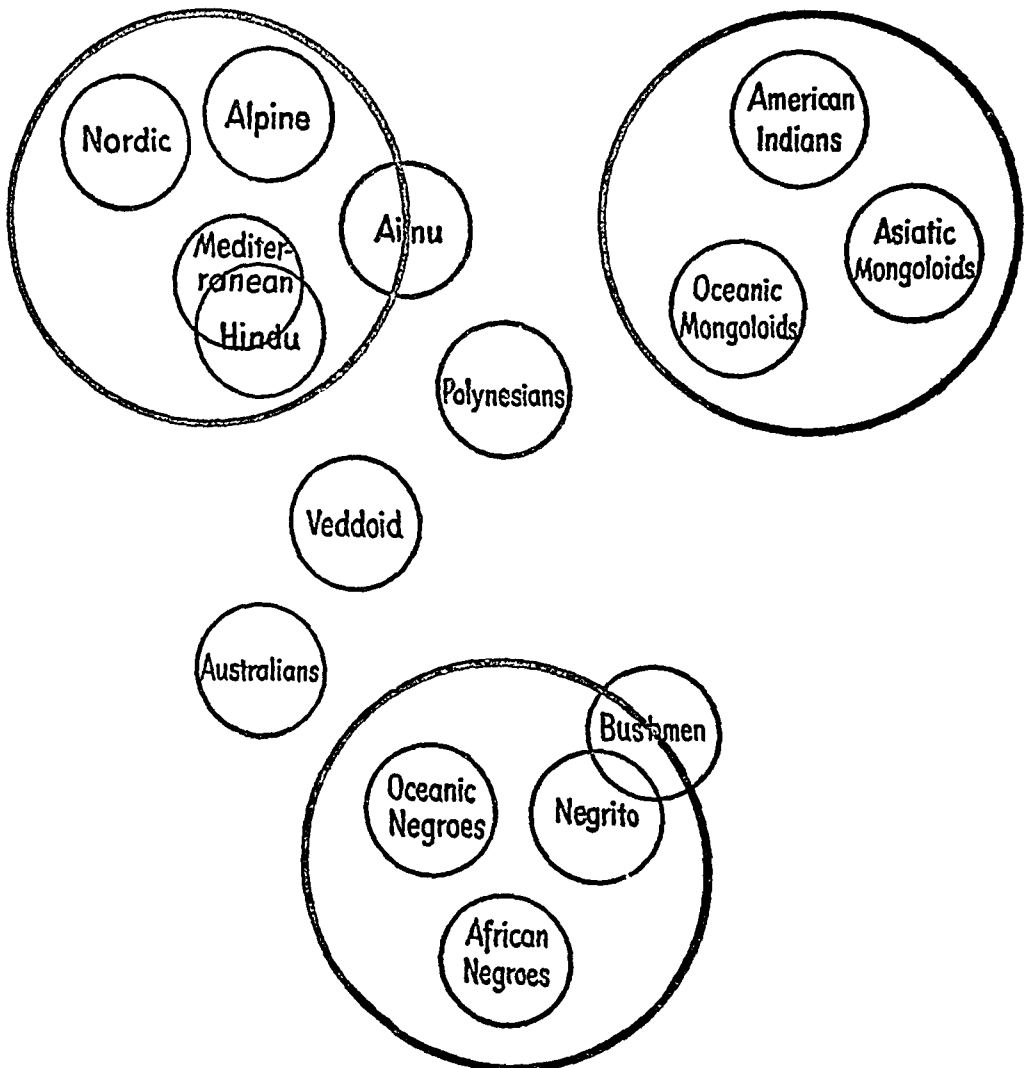 Nordic
Alpine
Ainu
Mediter-
ranean
Hindu
American
Indians
Asiatic
Mongoloids
Oceanic
Mongoloids
Polynesians
Veddoid
Australians
Bushmen
Oceanic
Negroes
Negrito
African
Negroes